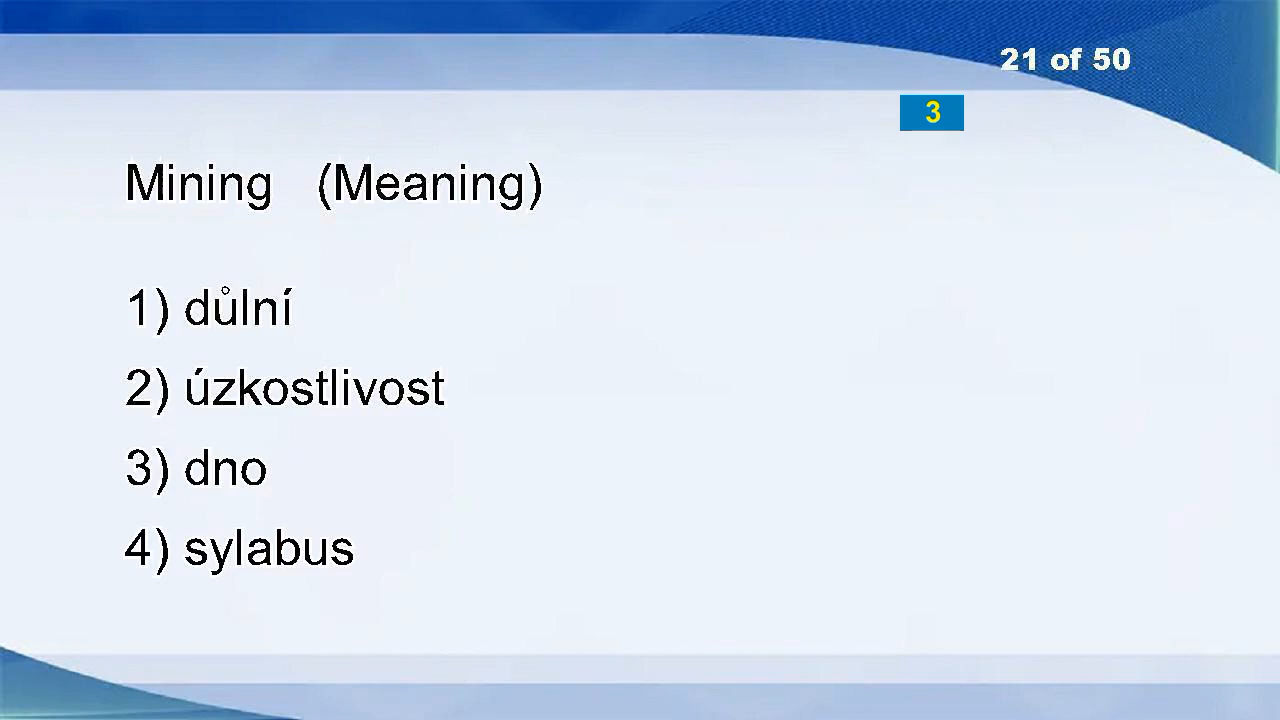 21 of 50
3
Mining (Meaning)
1) důlní
2) úzkostlivost
3) dno
4) sylabus